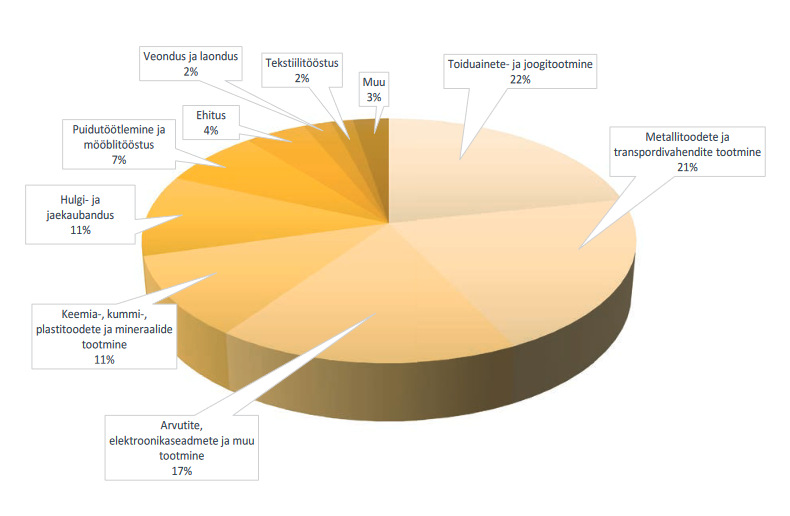 Veondus ja laondus
2%
Tekstiilitööstus
2%
Muu
3%
Toiduainete- ja joogitootmine
22%
Ehitus
4%
Puidutöötlemine ja
mööblitööstus
7%
Metallitoodete ja
transpordivahendite tootmine
21%
Hulgi- ja
jaekaubandus
11%
Keemia-, kummi-,
plastitoodete ja mineraalide
tootmine
11%
Arvutite,
elektroonikaseadmete ja muu
tootmine
17%